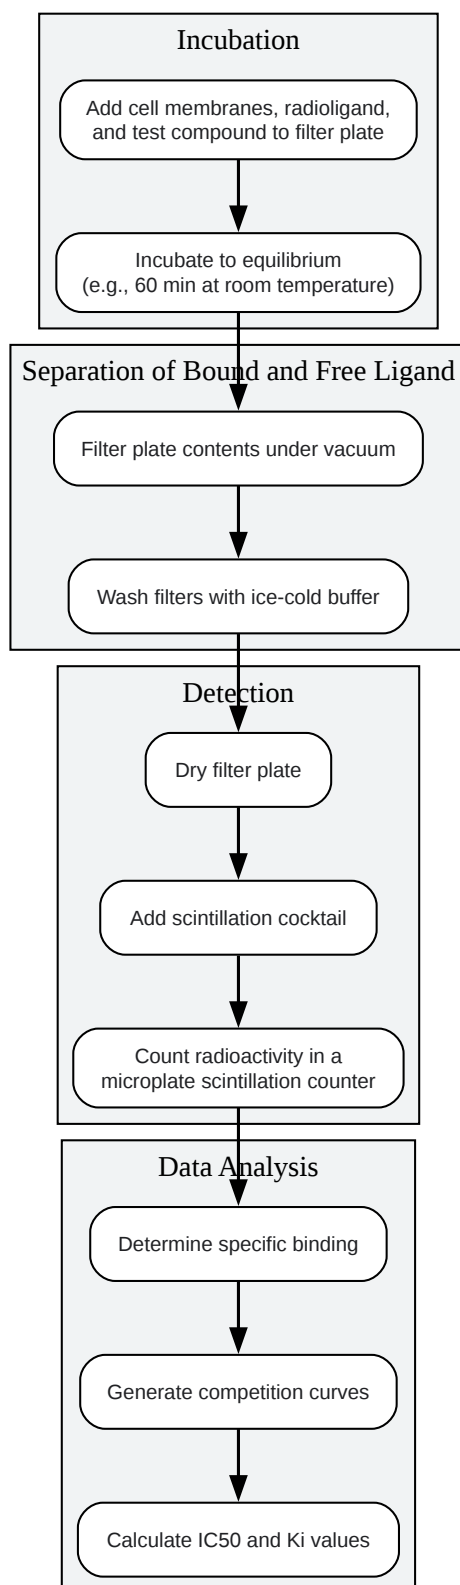 Incubation
Add cell membranes, radioligand,
and test compound to filter plate
Incubate to equilibrium
(e.g., 60 min at room temperature)
Separation of Bound and Free Ligand
Filter plate contents under vacuum
Wash filters with ice-cold buffer
Detection
Dry filter plate
Add scintillation cocktail
Count radioactivity in a
microplate scintillation counter
Data Analysis
Determine specific binding
Generate competition curves
Calculate IC50 and Ki values